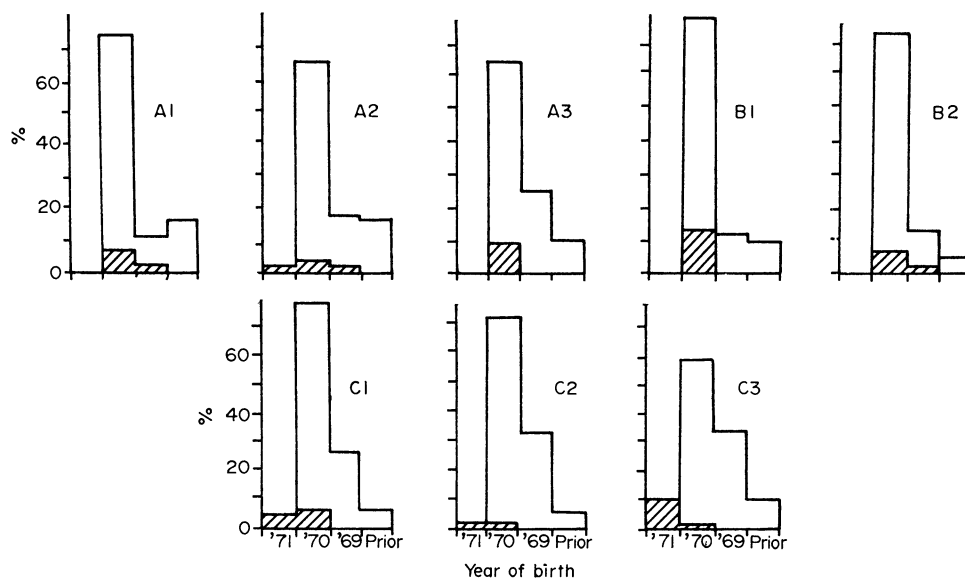 %
60
40
20
0
A1
A2
A3
B1
B2
%
60
40
20
0
C1
C2
C3
'71 '70 '69 Prior
'71 '70 '69 Prior
'71 '70 '69 Prior
Year of birth